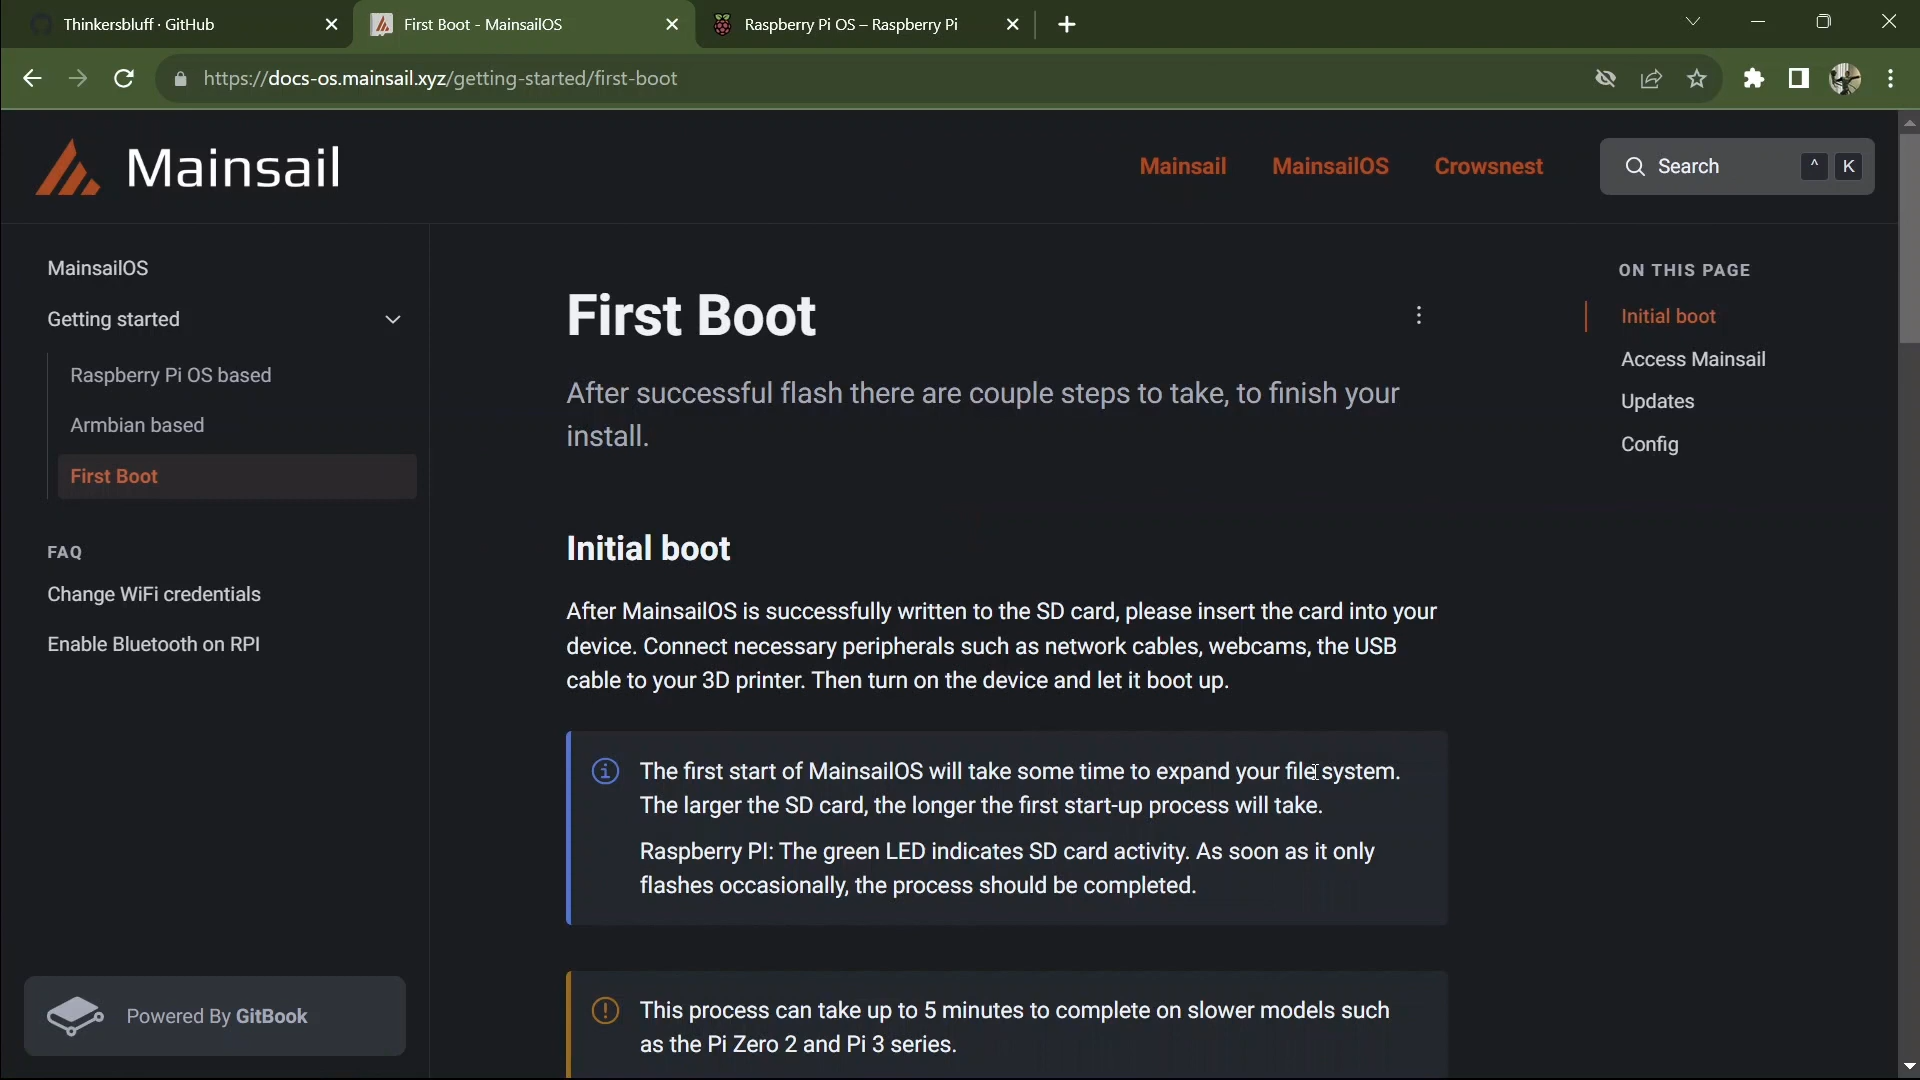 Thinkersbluff · GitHub
First Boot - MainsailOS
Raspberry Pi OS – Raspberry Pi
https://docs-os.mainsail.xyz/getting-started/first-boot
Mainsail
Mainsail
MainsailOS
Crowsnest
Search
^
K
MainsailOS
Getting started
Raspberry Pi OS based
Armbian based
First Boot
FAQ
Change WiFi credentials
Enable Bluetooth on RPI
Powered By GitBook
First Boot
After successful flash there are couple steps to take, to finish your
install.
Initial boot
After MainsailOS is successfully written to the SD card, please insert the card into your
device. Connect necessary peripherals such as network cables, webcams, the USB
cable to your 3D printer. Then turn on the device and let it boot up.
The first start of MainsailOS will take some time to expand your file system.
The larger the SD card, the longer the first start-up process will take.
Raspberry PI: The green LED indicates SD card activity. As soon as it only
flashes occasionally, the process should be completed.
This process can take up to 5 minutes to complete on slower models such
as the Pi Zero 2 and Pi 3 series.
ON THIS PAGE
Initial boot
Access Mainsail
Updates
Config